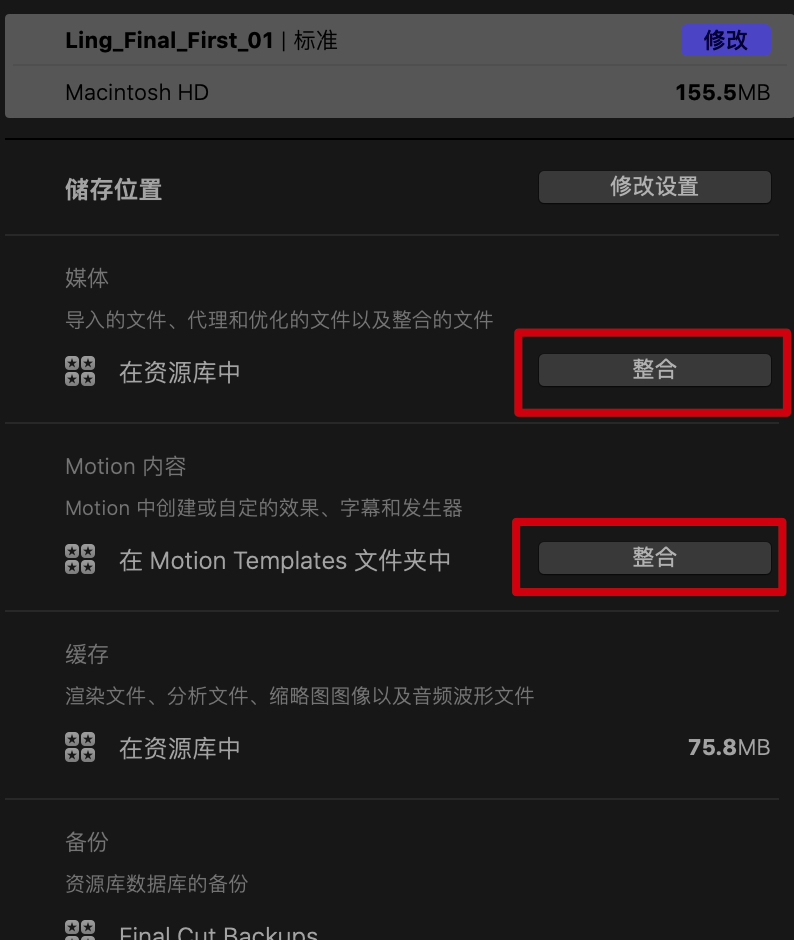 Ling_Final_First_01 | 标准 修改
Macintosh HD 155.5MB
储存位置 修改设置
媒体
导入的文件、代理和优化的文件以及整合的文件
在资源库中 整合
Motion 内容
Motion 中创建或自定的效果、字幕和发生器
在 Motion Templates 文件夹中 整合
缓存
渲染文件、分析文件、缩略图图像以及音频波形文件
在资源库中 75.8MB
备份
资源库数据库的备份
Final Cut Backups